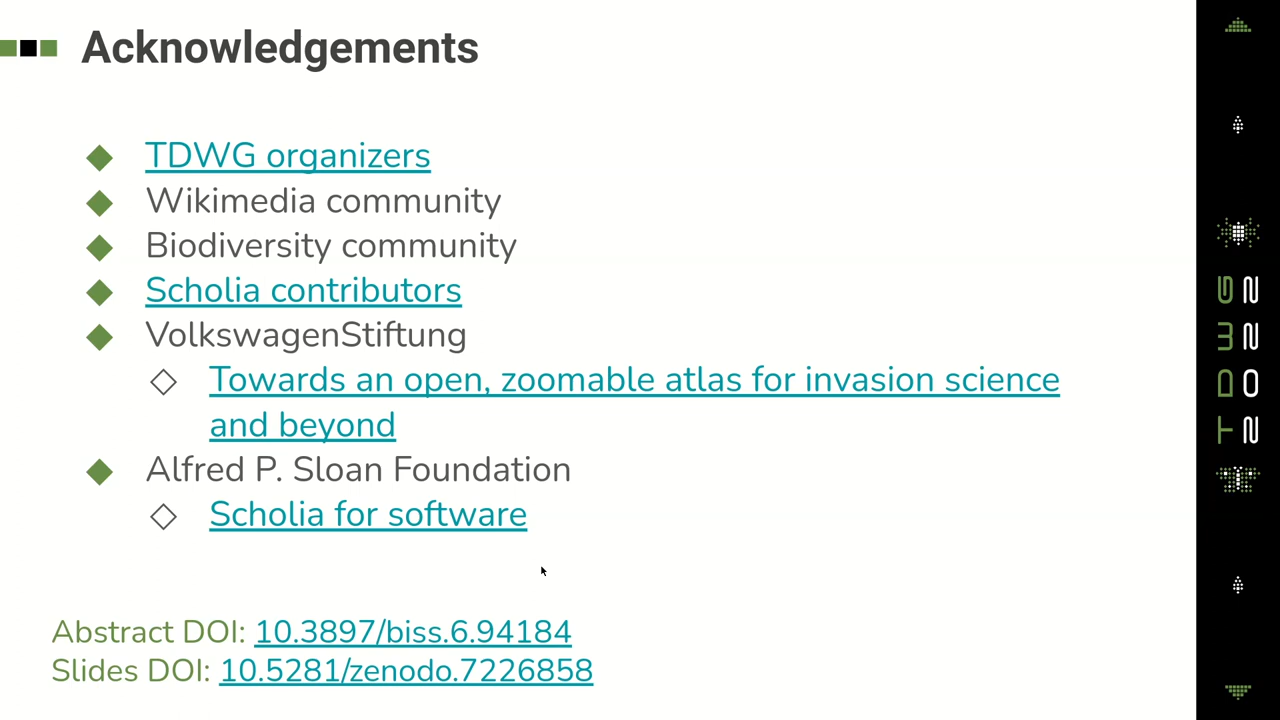 Acknowledgements
TDWG organizers
Wikimedia community
Biodiversity community
Scholia contributors
VolkswagenStiftung
Towards an open, zoomable atlas for invasion science
and beyond
Alfred P. Sloan Foundation
Scholia for software
Abstract DOI: 10.3897/biss.6.94184
Slides DOI: 10.5281/zenodo.7226858
TDWG
2022